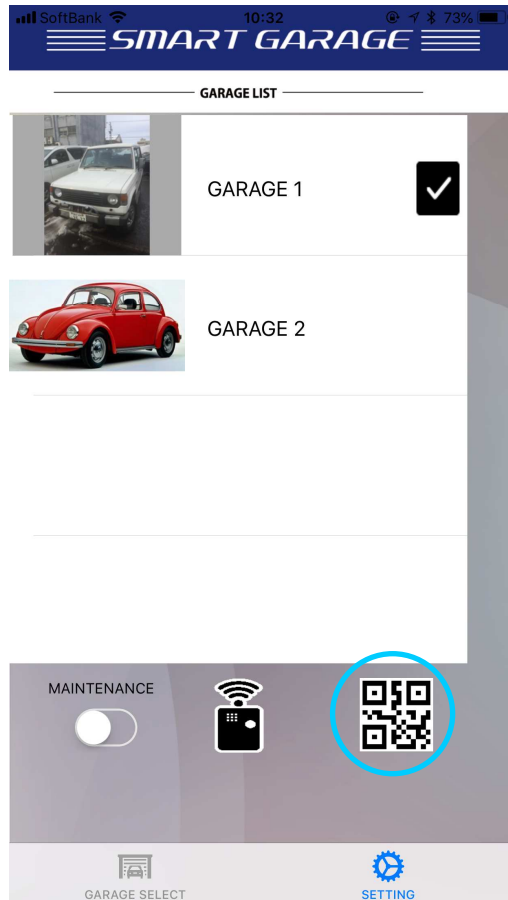 SoftBank 10:32 73%
SMART GARAGE
GARAGE LIST
GARAGE 1
GARAGE 2
MAINTENANCE
GARAGE SELECT SETTING